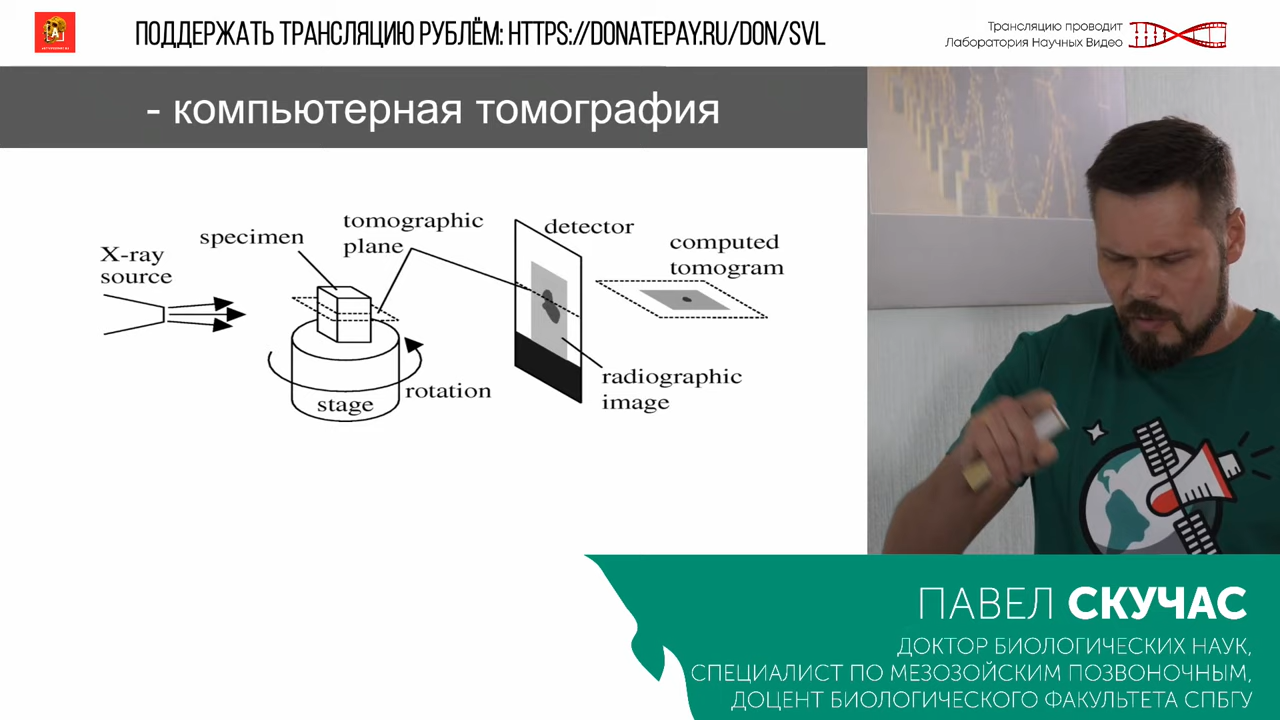 ПОДДЕРЖАТЬ ТРАНСЛЯЦИЮ РУБЛЁМ: HTTPS://DONATEPAY.RU/DON/SVL
Трансляцию проводит
Лаборатория Научных Видео
- компьютерная томография
X-ray
source
specimen
tomographic
plane
detector
computed
tomogram
rotation
stage
radiographic
image
ПАВЕЛ СКУЧАС
ДОКТОР БИОЛОГИЧЕСКИХ НАУК,
СПЕЦИАЛИСТ ПО МЕЗОЗОЙСКИМ ПОЗВОНОЧНЫМ,
ДОЦЕНТ БИОЛОГИЧЕСКОГО ФАКУЛЬТЕТА СПБГУ